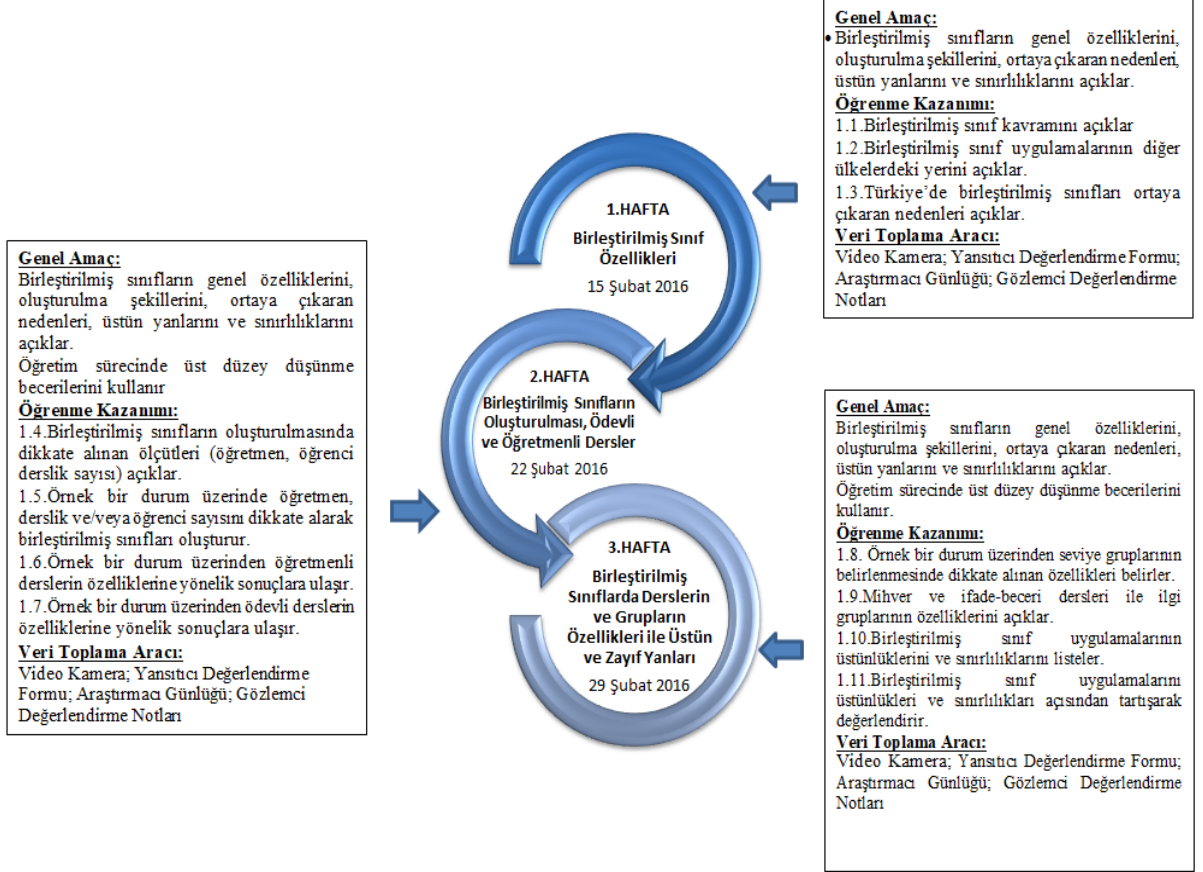 Genel Amaç:
•Birleştirilmiş sınıfların genel özelliklerini,
oluşturulma şekillerini, ortaya çıkaran nedenleri,
üstün yanlarını ve sınırlılıklarını açıklar.
Öğrenme Kazanımı:
1.1.Birleştirilmiş sınıf kavramını açıklar
1.2.Birleştirilmiş sınıf uygulamalarının diğer
ülkelerdeki yerini açıklar.
1.3.Türkiye’de birleştirilmiş sınıfları ortaya
çıkaran nedenleri açıklar.
Veri Toplama Aracı:
Video Kamera; Yansıtıcı Değerlendirme Formu;
Araştırmacı Günlüğü; Gözlemci Değerlendirme
Notları
1.HAFTA
Birleştirilmiş Sınıf
Özellikleri
15 Şubat 2016
Genel Amaç:
Birleştirilmiş sınıfların genel özelliklerini,
oluşturulma şekillerini, ortaya çıkaran
nedenleri, üstün yanlarını ve sınırlılıklarını
açıklar.
Öğretim sürecinde üst düzey düşünme
becerilerini kullanır
Öğrenme Kazanımı:
1.4.Birleştirilmiş sınıfların oluşturulmasında
dikkate alınan ölçütleri (öğretmen, öğrenci
derslik sayısı) açıklar.
1.5.Örnek bir durum üzerinde öğretmen,
derslik ve/veya öğrenci sayısını dikkate alarak
birleştirilmiş sınıfları oluşturur.
1.6.Örnek bir durum üzerinden öğretmenli
derslerin özelliklerine yönelik sonuçlara ulaşır.
1.7.Örnek bir durum üzerinden ödevli derslerin
özelliklerine yönelik sonuçlara ulaşır.
Veri Toplama Aracı:
Video Kamera; Yansıtıcı Değerlendirme
Formu; Araştırmacı Günlüğü; Gözlemci
Değerlendirme Notları
2.HAFTA
Birleştirilmiş Sınıfların
Oluşturulması, Ödevli
ve Öğretmenli Dersler
22 Şubat 2016
Genel Amaç:
Birleştirilmiş sınıfların genel özelliklerini,
oluşturulma şekillerini, ortaya çıkaran nedenleri,
üstün yanlarını ve sınırlılıklarını açıklar.
Öğretim sürecinde üst düzey düşünme becerilerini
kullanır.
Öğrenme Kazanımı:
1.8. Örnek bir durum üzerinden seviye gruplarının
belirlenmesinde dikkate alınan özellikleri belirler.
1.9.Mihver ve ifade-beceri dersleri ile ilgi
gruplarının özelliklerini açıklar.
1.10.Birleştirilmiş sınıf uygulamalarının
üstünlüklerini ve sınırlılıklarını listeler.
1.11.Birleştirilmiş sınıf uygulamalarını
üstünlükleri ve sınırlılıkları açısından tartışarak
değerlendirir.
Veri Toplama Aracı:
Video Kamera; Yansıtıcı Değerlendirme Formu;
Araştırmacı Günlüğü; Gözlemci Değerlendirme
Notları
3.HAFTA
Birleştirilmiş
Sınıflarda Derslerin
ve Grupların
Özellikleri ile Üstün
ve Zayıf Yanları
29 Şubat 2016